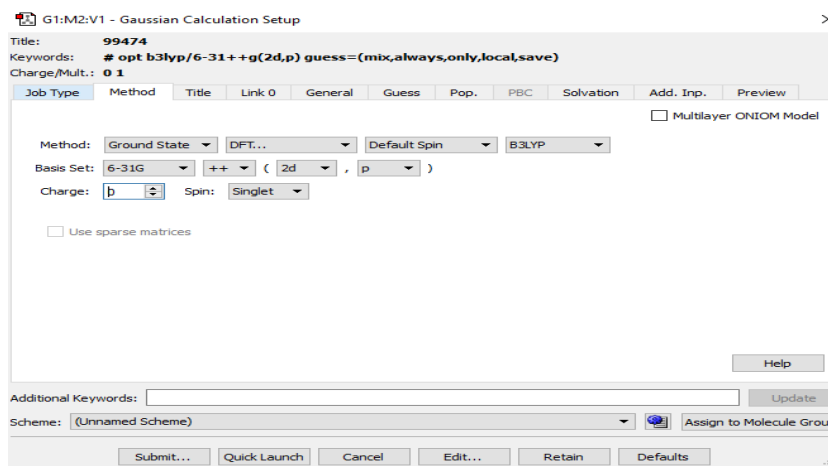 G1:M2:V1 - Gaussian Calculation Setup
Title: 99474
Keywords: # opt b3lyp/6-31++g(2d,p) guess=(mix,always,only,local,save)
Charge/Mult.: 0 1
Job Type Method Title Link 0 General Guess Pop. PBC Solvation Add. Inp. Preview
Multilayer ONIOM Model
Method: Ground State DFT... Default Spin B3LYP
Basis Set: 6-31G ++ ( 2d , p )
Charge: 0 Spin: Singlet
Use sparse matrices
Help
Additional Keywords: Update
Scheme: (Unnamed Scheme) Assign to Molecule Grou
Submit... Quick Launch Cancel Edit... Retain Defaults